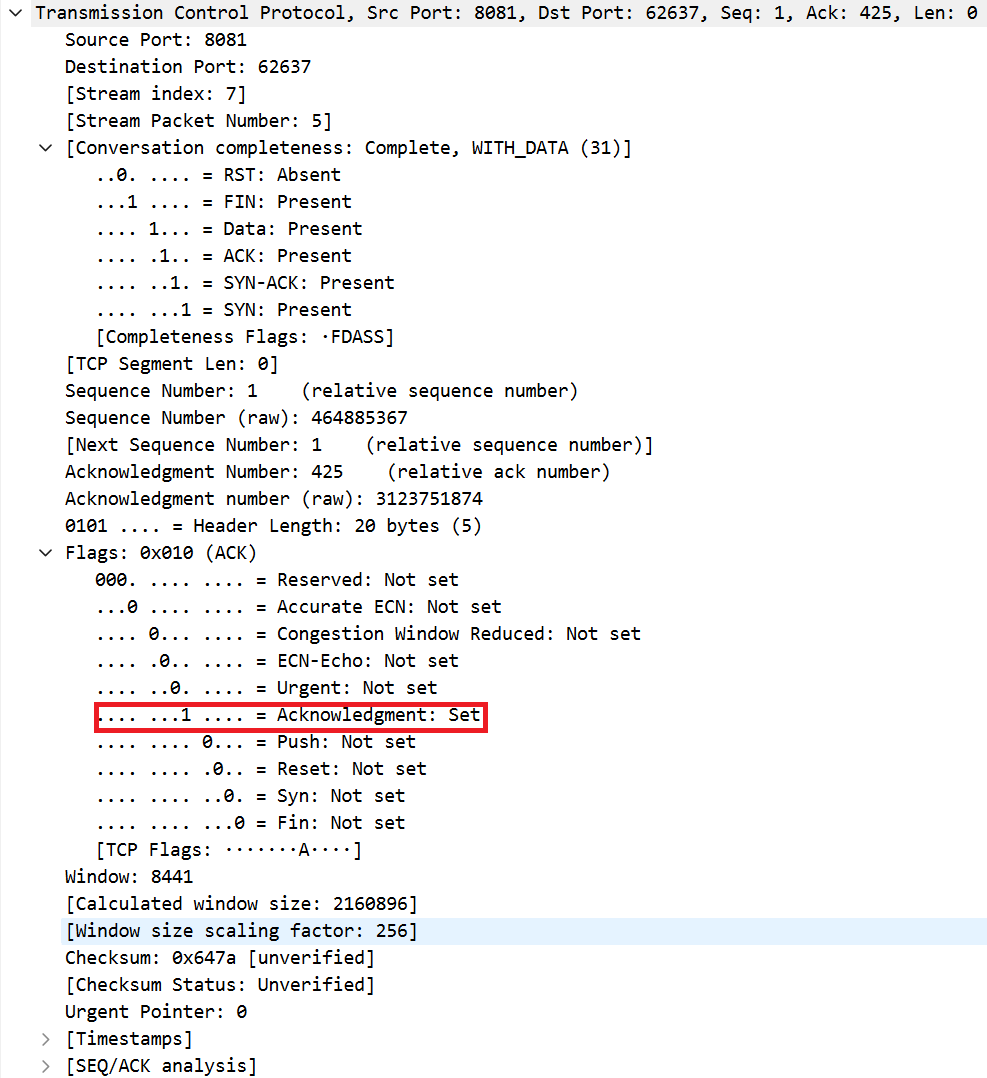 Transmission Control Protocol, Src Port: 8081, Dst Port: 62637, Seq: 1, Ack: 425, Len: 0
Source Port: 8081
Destination Port: 62637
[Stream index: 7]
[Stream Packet Number: 5]
[Conversation completeness: Complete, WITH_DATA (31)]
..0. .... = RST: Absent
...1 .... = FIN: Present
.... 1... = Data: Present
.... .1.. = ACK: Present
.... ..1. = SYN-ACK: Present
.... ...1 = SYN: Present
[Completeness Flags: ·FDASS]
[TCP Segment Len: 0]
Sequence Number: 1    (relative sequence number)
Sequence Number (raw): 464885367
[Next Sequence Number: 1    (relative sequence number)]
Acknowledgment Number: 425    (relative ack number)
Acknowledgment number (raw): 3123751874
0101 .... = Header Length: 20 bytes (5)
Flags: 0x010 (ACK)
000. .... .... = Reserved: Not set
...0 .... .... = Accurate ECN: Not set
.... 0... .... = Congestion Window Reduced: Not set
.... .0.. .... = ECN-Echo: Not set
.... ..0. .... = Urgent: Not set
.... ...1 .... = Acknowledgment: Set
.... .... 0... = Push: Not set
.... .... .0.. = Reset: Not set
.... .... ..0. = Syn: Not set
.... .... ...0 = Fin: Not set
[TCP Flags: ·······A····]
Window: 8441
[Calculated window size: 2160896]
[Window size scaling factor: 256]
Checksum: 0x647a [unverified]
[Checksum Status: Unverified]
Urgent Pointer: 0
[Timestamps]
[SEQ/ACK analysis]